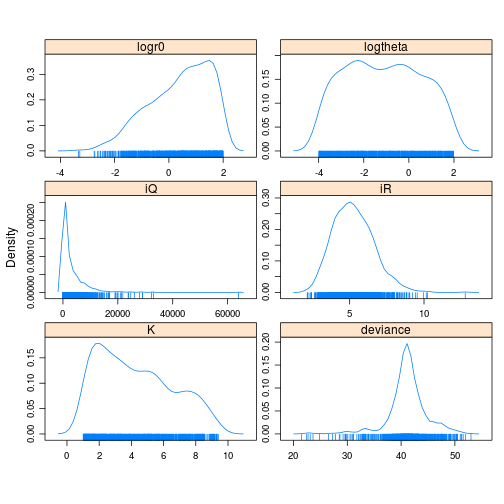 logr0
logtheta
0.0 0.1 0.2 0.3
0.00 0.05 0.10 0.15 0.20
-4 -2 0 2
-4 -2 0 2
iQ
iR
Density
0.00000 0.00010 0.00020
0.00 0.10 0.20 0.30
0 20000 40000 60000
5 10
K
deviance
0.00 0.05 0.10 0.15
0.00 0.05 0.10 0.15 0.20
0 2 4 6 8 10
20 30 40 50